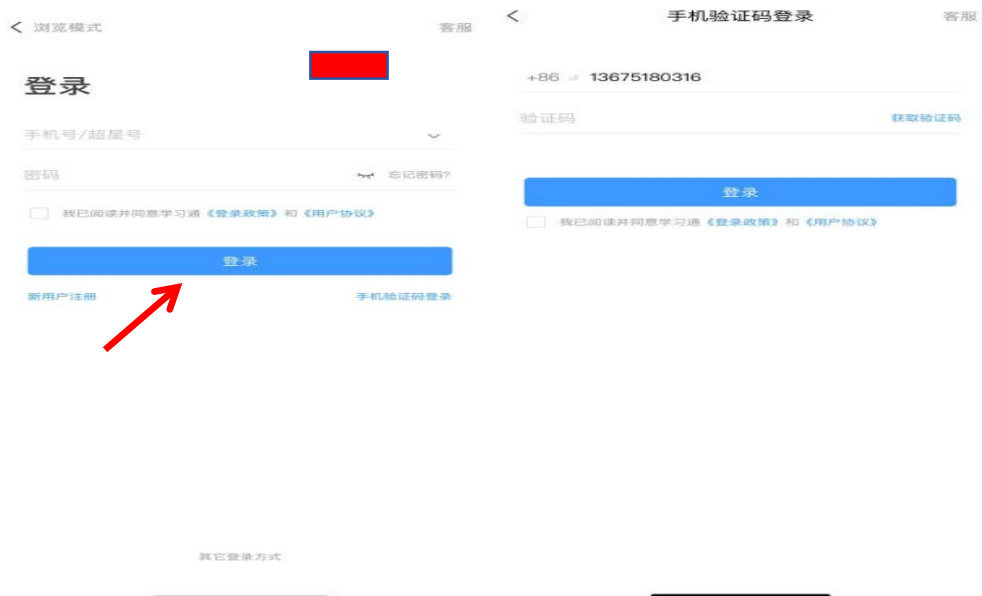 浏览模式
客服
登录
手机号/超星号
密码
忘记密码?
我已阅读并同意学习通《登录政策》和《用户协议》
登录
新用户注册
手机验证码登录
其它登录方式
手机验证码登录
客服
+86 13675180316
验证码
获取验证码
登录
我已阅读并同意学习通《登录政策》和《用户协议》